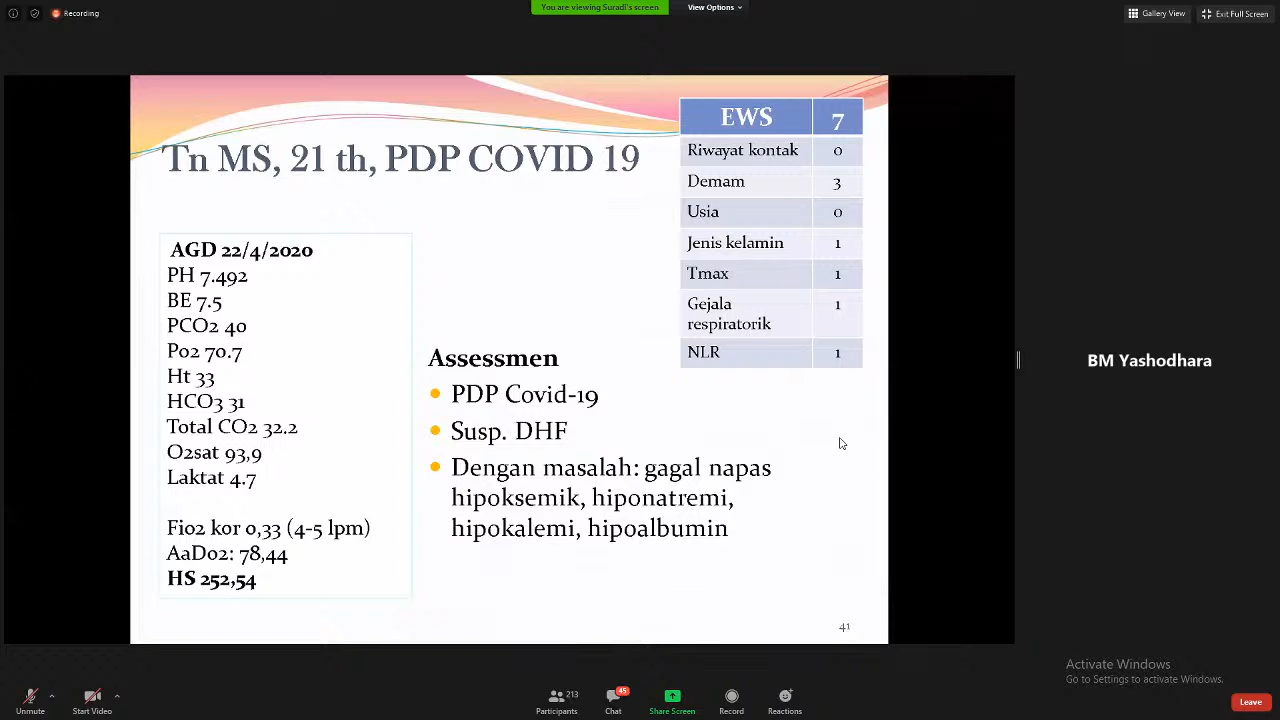 Recording
You are viewing Suradi's screen
View Options
Gallery View
Exit Full Screen
Tn MS, 21 th, PDP COVID 19
EWS 7
Riwayat kontak 0
Demam 3
Usia 0
Jenis kelamin 1
Tmax 1
Gejala
respiratorik 1
NLR 1
AGD 22/4/2020
PH 7.492
BE 7.5
PCO2 40
Po2 70.7
Ht 33
HCO3 31
Total CO2 32.2
O2sat 93,9
Laktat 4.7
Fio2 kor 0,33 (4-5 lpm)
AaDo2: 78,44
HS 252,54
Assessmen
PDP Covid-19
Susp. DHF
Dengan masalah: gagal napas
hipoksemik, hiponatremi,
hipokalemi, hipoalbumin
41
BM Yashodhara
Activate Windows
Go to Settings to activate Windows.
Unmute
Start Video
213
Participants
45
Chat
Share Screen
Record
Reactions
Leave